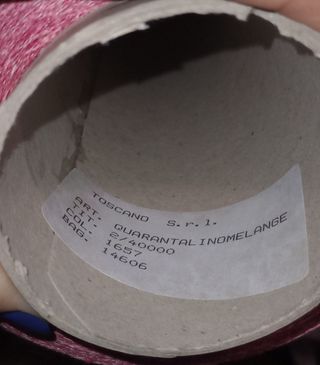 TOSCANO S.r.l.
ART. QUARANTALINOMELANGE
TIT. 2/40000
COL. 1657
BAG. 14606